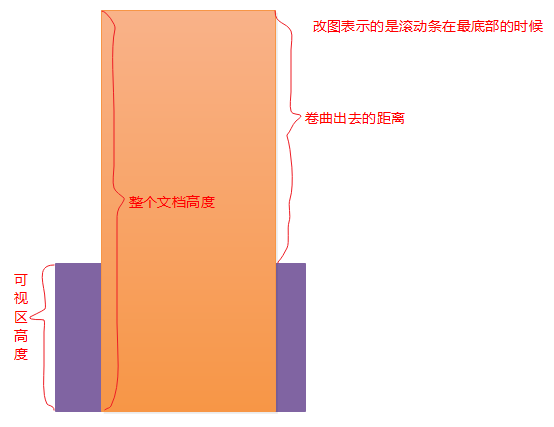 改图表示的是滚动条在最底部的时候
卷曲出去的距离
整个文档高度
可
视
区
高
度